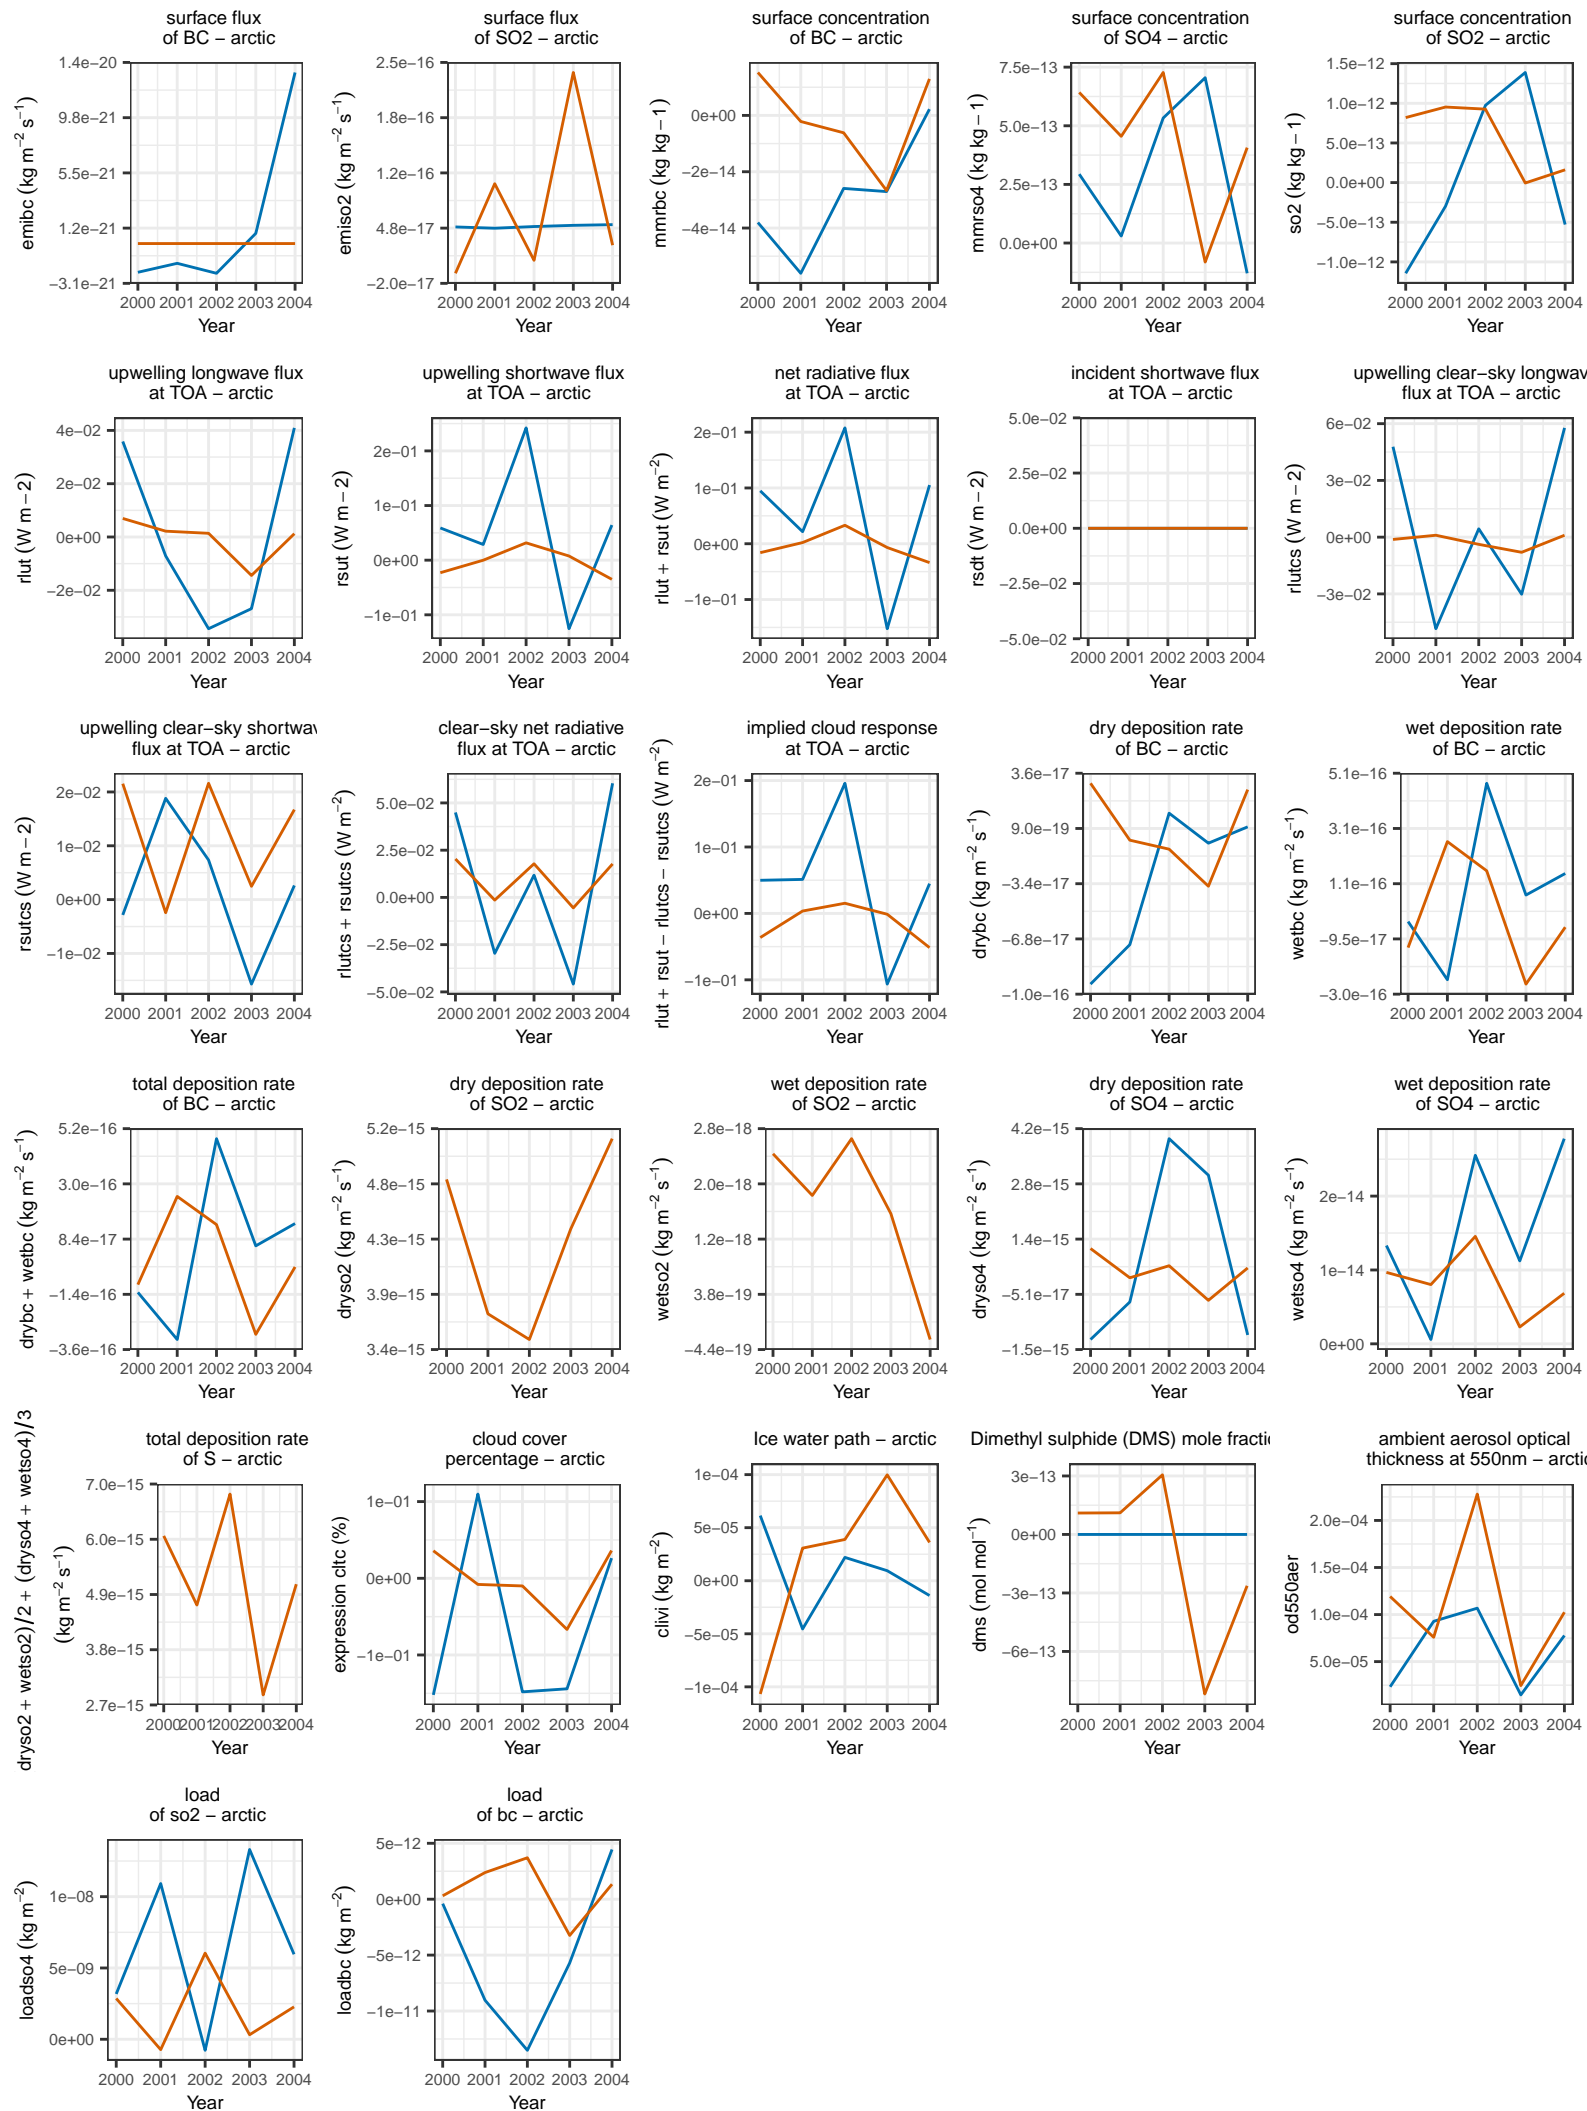 surface flux
of BC − arctic
emibc (kg m−2 s−1)
1.4e−20
9.8e−21
5.5e−21
1.2e−21
−3.1e−21
2000 2001 2002 2003 2004
Year
surface flux
of SO2 − arctic
emiso2 (kg m−2 s−1)
2.5e−16
1.8e−16
1.2e−16
4.8e−17
−2.0e−17
2000 2001 2002 2003 2004
Year
surface concentration
of BC − arctic
mmrbc (kg kg − 1)
0e+00
−2e−14
−4e−14
2000 2001 2002 2003 2004
Year
surface concentration
of SO4 − arctic
mmrso4 (kg kg − 1)
7.5e−13
5.0e−13
2.5e−13
0.0e+00
2000 2001 2002 2003 2004
Year
surface concentration
of SO2 − arctic
so2 (kg kg − 1)
1.5e−12
1.0e−12
5.0e−13
0.0e+00
−5.0e−13
−1.0e−12
2000 2001 2002 2003 2004
Year
upwelling longwave flux
at TOA − arctic
rlut (W m − 2)
4e−02
2e−02
0e+00
−2e−02
2000 2001 2002 2003 2004
Year
upwelling shortwave flux
at TOA − arctic
rsut (W m − 2)
2e−01
1e−01
0e+00
−1e−01
2000 2001 2002 2003 2004
Year
net radiative flux
at TOA − arctic
rlut + rsut (W m−2)
2e−01
1e−01
0e+00
−1e−01
2000 2001 2002 2003 2004
Year
incident shortwave flux
at TOA − arctic
rsdt (W m − 2)
5.0e−02
2.5e−02
0.0e+00
−2.5e−02
−5.0e−02
2000 2001 2002 2003 2004
Year
upwelling clear−sky longwav
flux at TOA − arctic
rlutcs (W m − 2)
6e−02
3e−02
0e+00
−3e−02
2000 2001 2002 2003 2004
Year
upwelling clear−sky shortwav
flux at TOA − arctic
rsutcs (W m − 2)
2e−02
1e−02
0e+00
−1e−02
2000 2001 2002 2003 2004
Year
clear−sky net radiative
flux at TOA − arctic
rlutcs + rsutcs (W m−2)
5.0e−02
2.5e−02
0.0e+00
−2.5e−02
−5.0e−02
2000 2001 2002 2003 2004
Year
implied cloud response
at TOA − arctic
rlut + rsut − rlutcs − rsutcs (W m−2)
2e−01
1e−01
0e+00
−1e−01
2000 2001 2002 2003 2004
Year
dry deposition rate
of BC − arctic
drybc (kg m−2 s−1)
3.6e−17
9.0e−19
−3.4e−17
−6.8e−17
−1.0e−16
2000 2001 2002 2003 2004
Year
wet deposition rate
of BC − arctic
wetbc (kg m−2 s−1)
5.1e−16
3.1e−16
1.1e−16
−9.5e−17
−3.0e−16
2000 2001 2002 2003 2004
Year
total deposition rate
of BC − arctic
drybc + wetbc (kg m−2 s−1)
5.2e−16
3.0e−16
8.4e−17
−1.4e−16
−3.6e−16
2000 2001 2002 2003 2004
Year
dry deposition rate
of SO2 − arctic
dryso2 (kg m−2 s−1)
5.2e−15
4.8e−15
4.3e−15
3.9e−15
3.4e−15
2000 2001 2002 2003 2004
Year
wet deposition rate
of SO2 − arctic
wetso2 (kg m−2 s−1)
2.8e−18
2.0e−18
1.2e−18
3.8e−19
−4.4e−19
2000 2001 2002 2003 2004
Year
dry deposition rate
of SO4 − arctic
dryso4 (kg m−2 s−1)
4.2e−15
2.8e−15
1.4e−15
−5.1e−17
−1.5e−15
2000 2001 2002 2003 2004
Year
wet deposition rate
of SO4 − arctic
wetso4 (kg m−2 s−1)
2e−14
1e−14
0e+00
2000 2001 2002 2003 2004
Year
total deposition rate
of S − arctic
dryso2 + wetso2)/2 + (dryso4 + wetso4)/3
(kg m−2 s−1)
7.0e−15
6.0e−15
4.9e−15
3.8e−15
2.7e−15
2000 2001 2002 2003 2004
Year
cloud cover
percentage − arctic
expression cltc (%)
1e−01
0e+00
−1e−01
2000 2001 2002 2003 2004
Year
Ice water path − arctic
clivi (kg m−2)
1e−04
5e−05
0e+00
−5e−05
−1e−04
2000 2001 2002 2003 2004
Year
Dimethyl sulphide (DMS) mole fractic
dms (mol mol−1)
3e−13
0e+00
−3e−13
−6e−13
2000 2001 2002 2003 2004
Year
ambient aerosol optical
thickness at 550nm − arctic
od550aer
2.0e−04
1.5e−04
1.0e−04
5.0e−05
2000 2001 2002 2003 2004
Year
load
of so2 − arctic
loadso4 (kg m−2)
1e−08
5e−09
0e+00
2000 2001 2002 2003 2004
Year
load
of bc − arctic
loadbc (kg m−2)
5e−12
0e+00
−5e−12
−1e−11
2000 2001 2002 2003 2004
Year